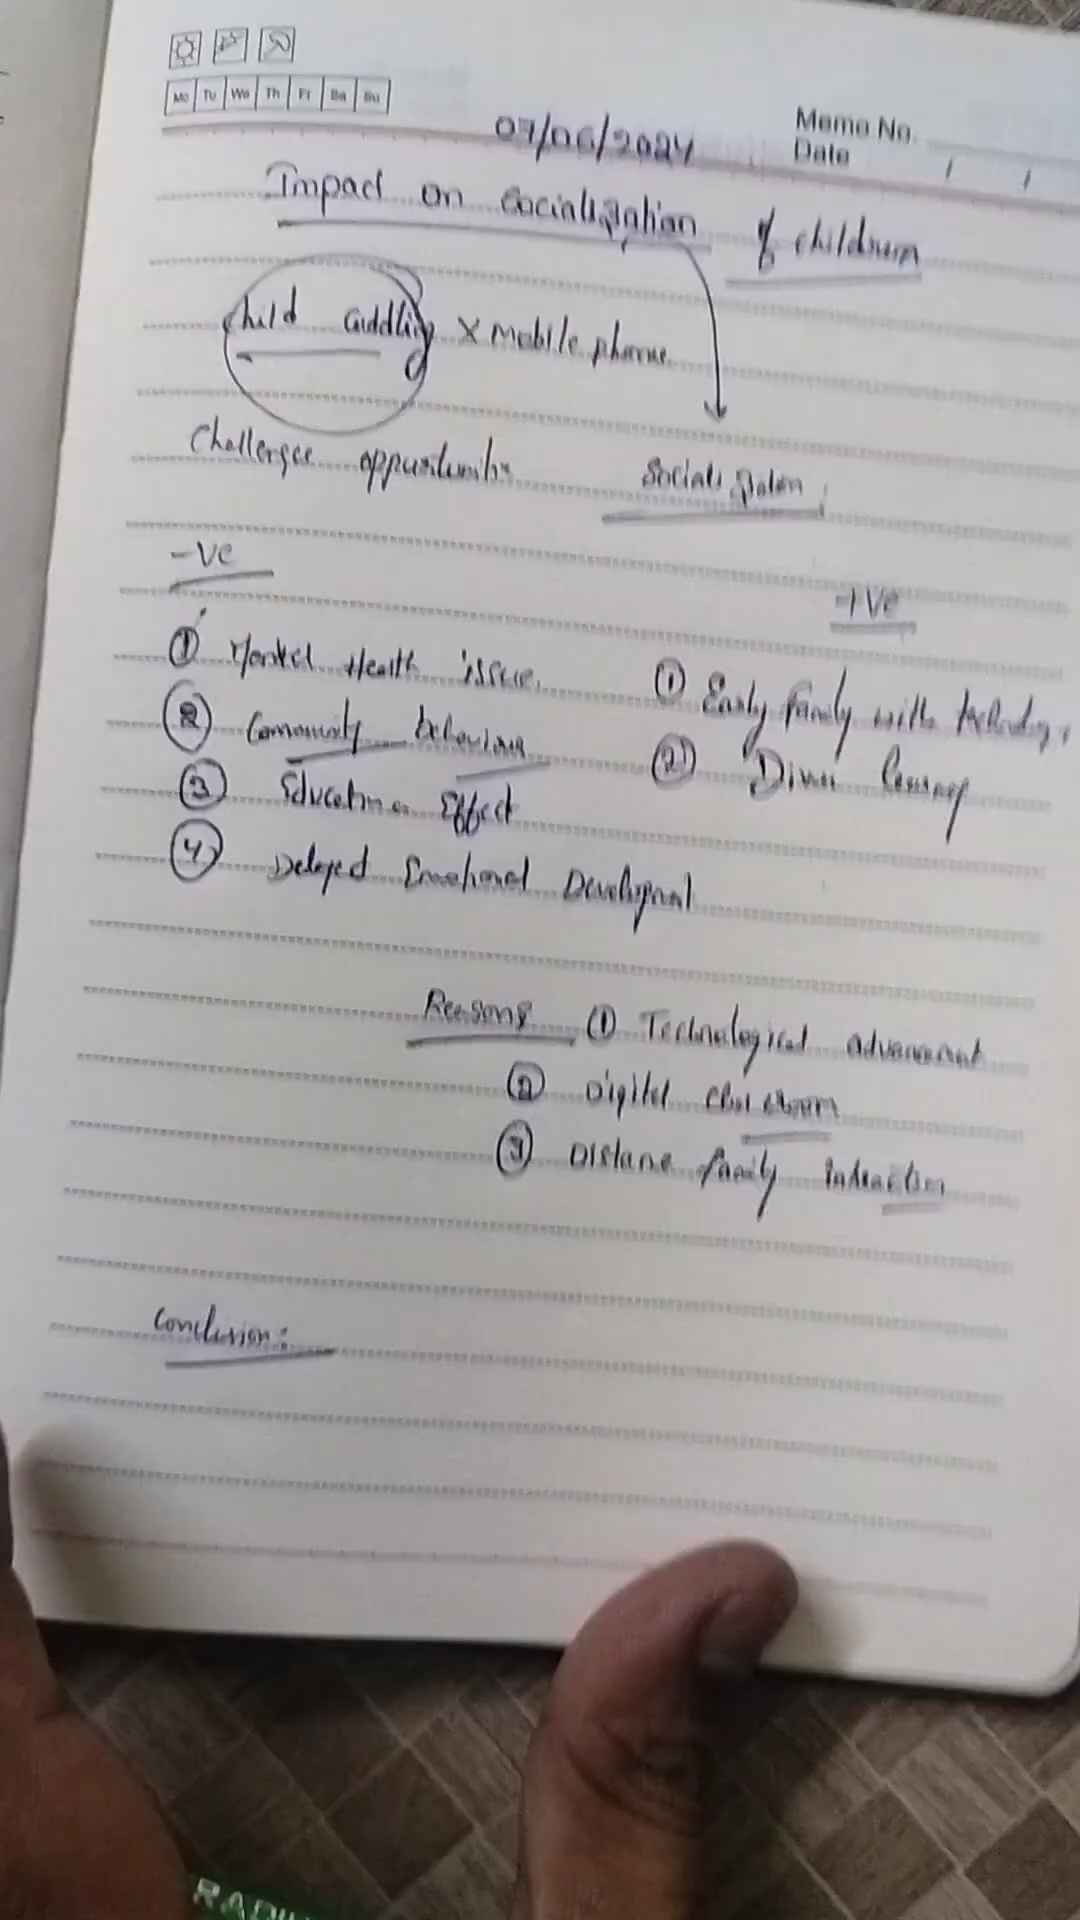 Mo Tu We Th Fr Sa Su
Memo No.
07/06/2024
Date / /
Impact on Socialization of children
Child Cuddling X Mobile phone
Challenges opportunities
-ve
+ve
① Mental Health issue.
① Early family with technology,
② Community behaviour
② learning
③ Education Effect
④ Delayed Emotional Development
Reasons ① Technological advancement
② Digital classroom
③ Distance family interaction
Conclusion: